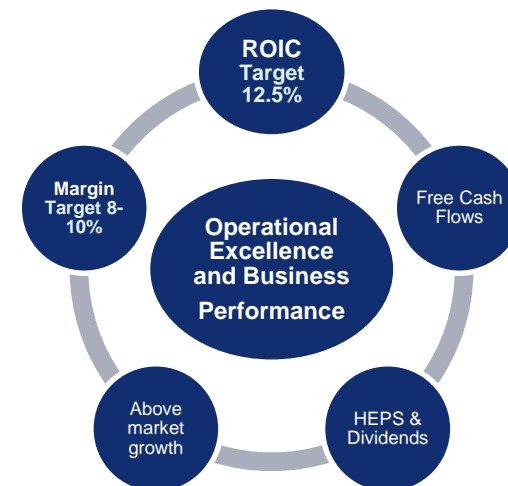 ROIC
Target
12.5%
Margin
Target 8-
10%
Free Cash
Flows
Operational
Excellence
and Business
Performance
Above
market
growth
HEPS &
Dividends